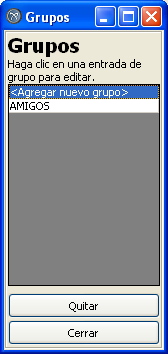 Grupos
Grupos
Haga clic en una entrada de
grupo para editar.
<Agregar nuevo grupo>
AMIGOS
Quitar
Cerrar